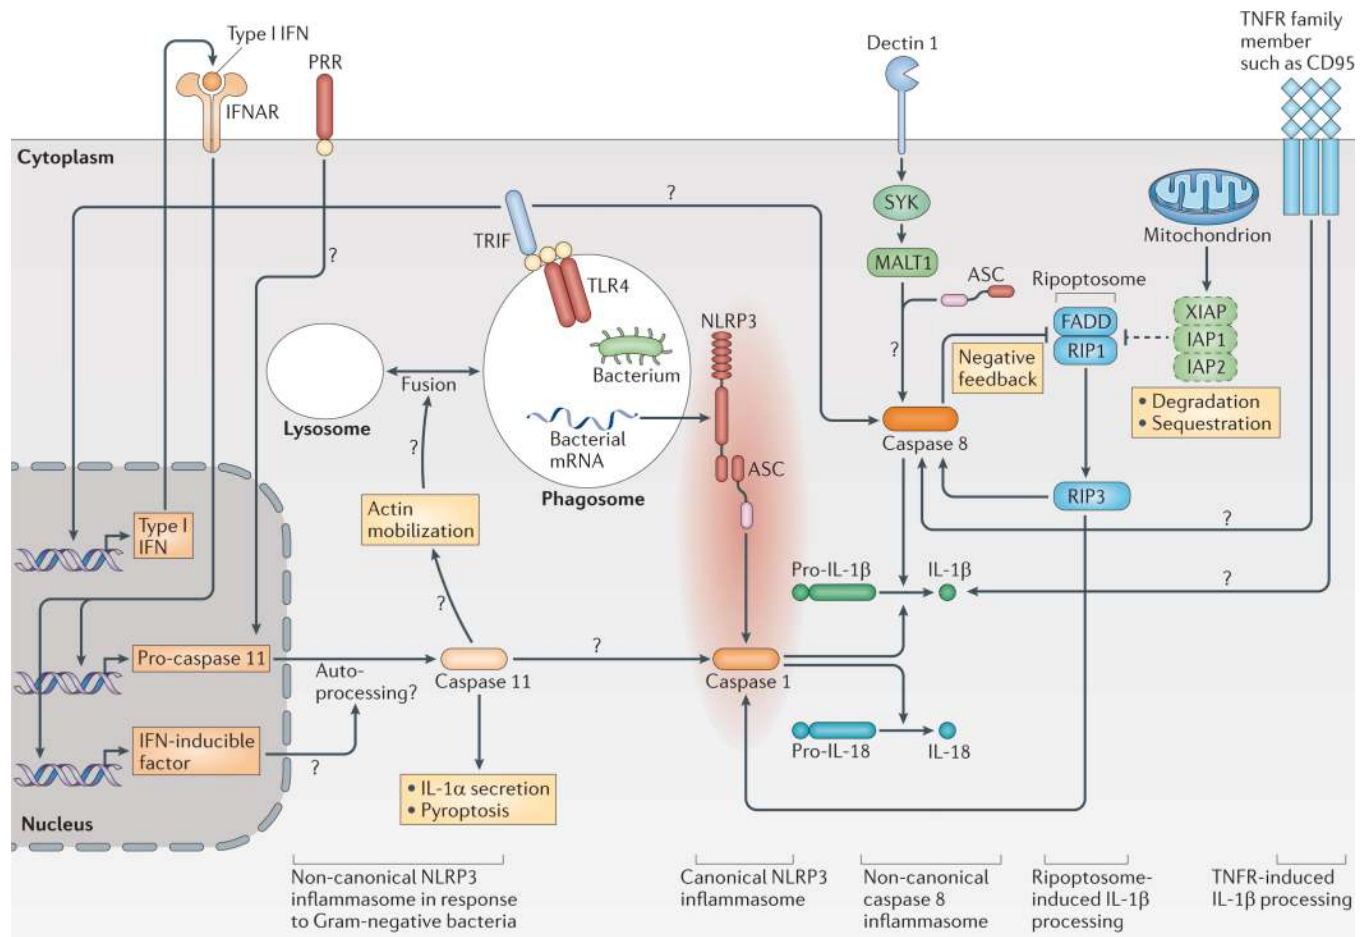 Type I IFN
IFNAR
PRR
Dectin 1
TNFR family
member
such as CD95
Cytoplasm
?
TRIF
TLR4
?
SYK
MALT1
ASC
Mitochondrion
Ripoptosome
FADD
RIP1
XIAP
IAP1
IAP2
NLRP3
Bacterium
Fusion
Lysosome
Bacterial
mRNA
Phagosome
?
Negative
feedback
• Degradation
• Sequestration
Caspase 8
ASC
RIP3
?
?
Actin
mobilization
Type I
IFN
Pro-IL-1β
IL-1β
?
?
Pro-caspase 11
Auto-
processing?
Caspase 11
?
Caspase 1
IFN-inducible
factor
?
Pro-IL-18
IL-18
• IL-1α secretion
• Pyroptosis
Nucleus
Non-canonical NLRP3
inflammasome in response
to Gram-negative bacteria
Canonical NLRP3
inflammasome
Non-canonical
caspase 8
inflammasome
Ripoptosome-
induced IL-1β
processing
TNFR-induced
IL-1β processing